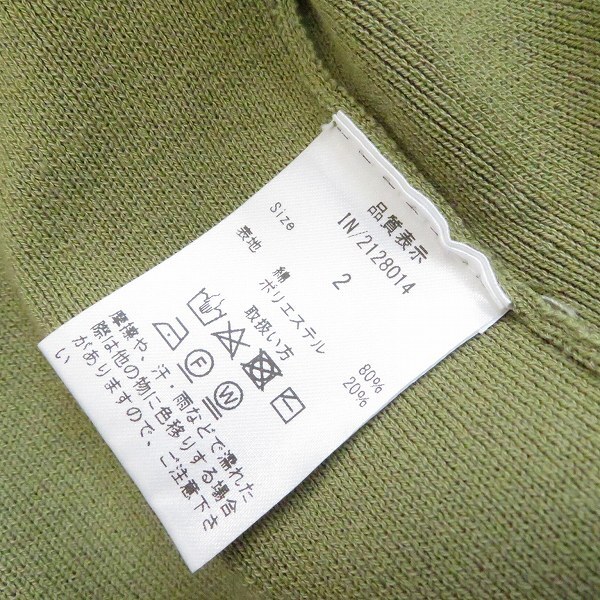 品質表示
IN/2128014
Size 2
表地 綿 80%
ポリエステル 20%
取扱い方
F W
摩擦や、汗・雨などで濡れた
際は他の物に色移りする場合
がありますので、ご注意下さ
い